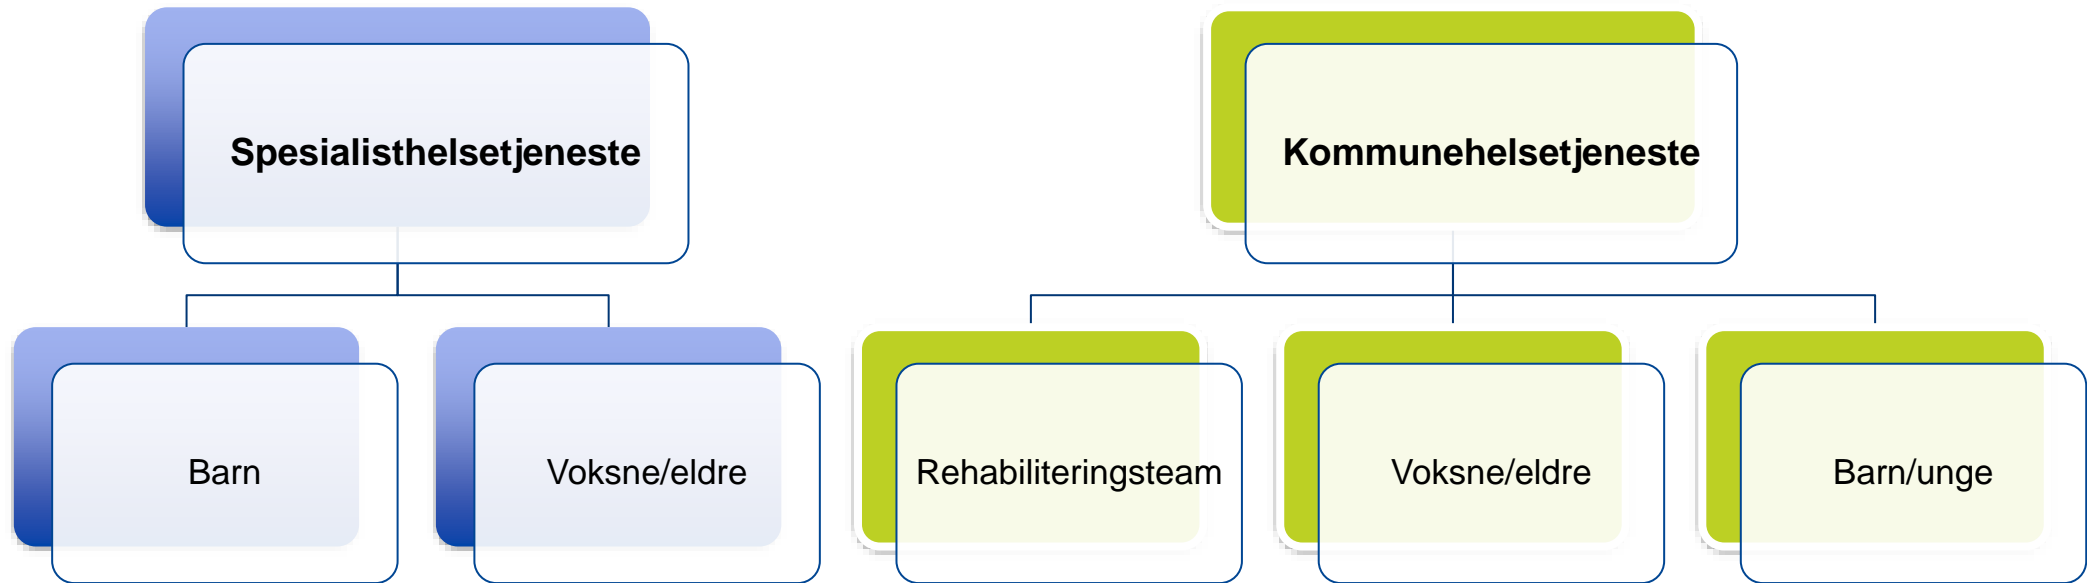 Spesialisthelsetjeneste
Kommunehelsetjeneste
Barn
Voksne/eldre
Rehabiliteringsteam
Voksne/eldre
Barn/unge